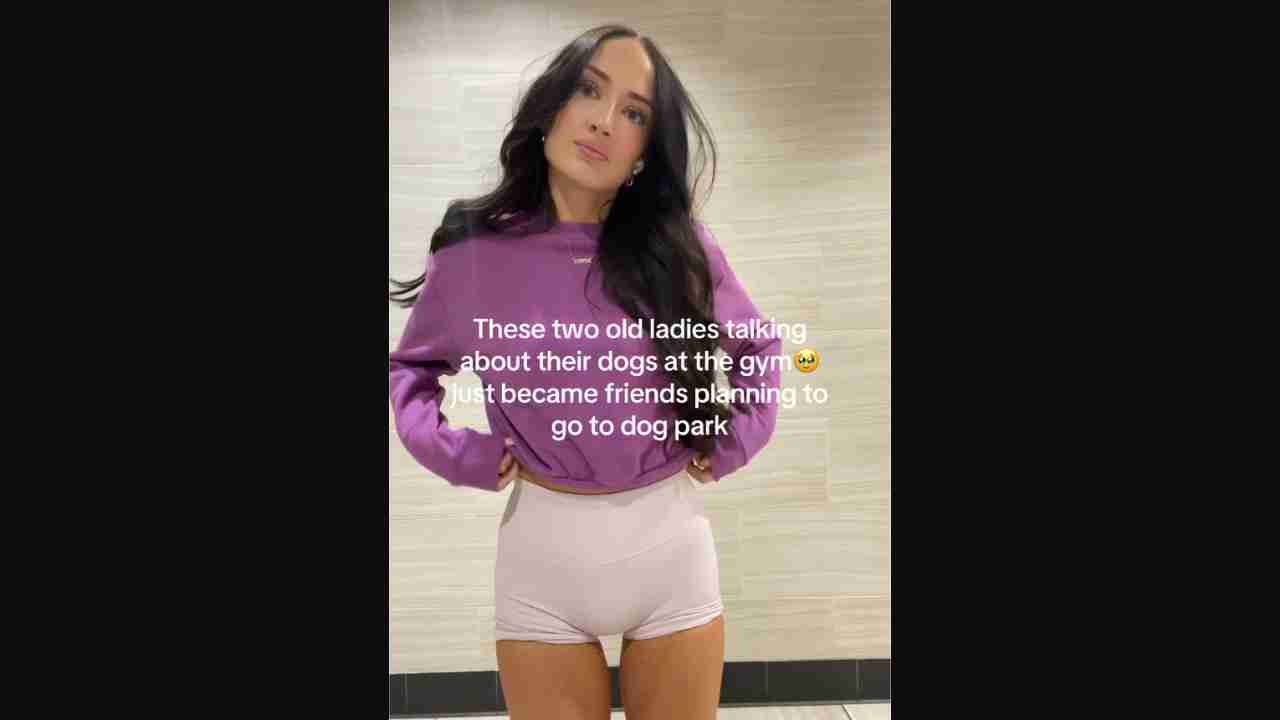 These two old ladies talking
about their dogs at the gym🥹
just became friends planning to
go to dog park